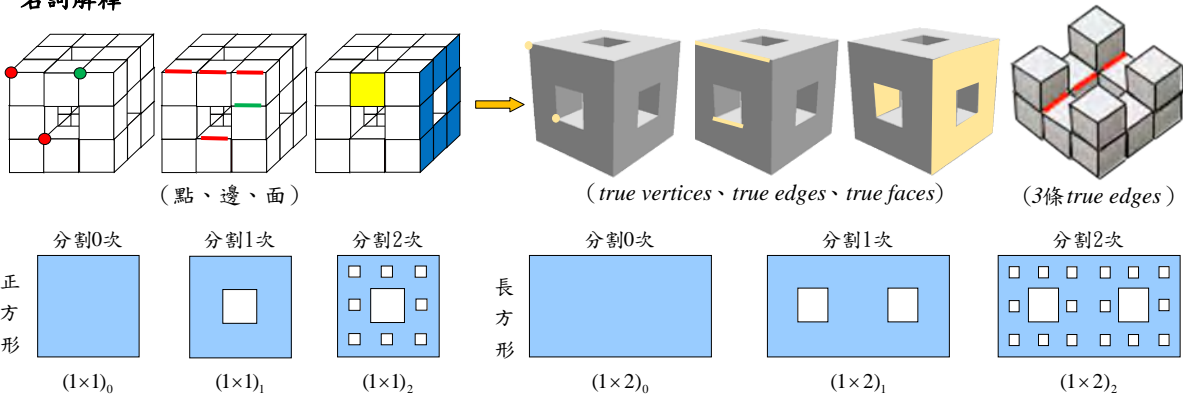 名詞解釋
(點、邊、面)
(true vertices、true edges、true faces)
(3條true edges)
分割0次 分割1次 分割2次 分割0次 分割1次 分割2次
正方形
長方形
(1×1)₀ (1×1)₁ (1×1)₂ (1×2)₀ (1×2)₁ (1×2)₂